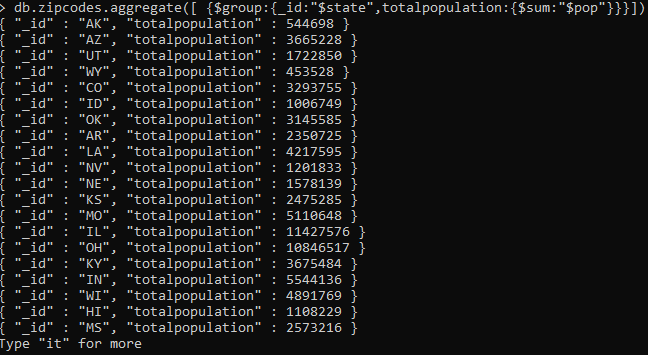 > db.zipcodes.aggregate([ {$group:{_id:"$state",totalpopulation:{$sum:"$pop"}}}])
{ "_id" : "AK", "totalpopulation" : 544698 }
{ "_id" : "AZ", "totalpopulation" : 3665228 }
{ "_id" : "UT", "totalpopulation" : 1722850 }
{ "_id" : "WY", "totalpopulation" : 453528 }
{ "_id" : "CO", "totalpopulation" : 3293755 }
{ "_id" : "ID", "totalpopulation" : 1006749 }
{ "_id" : "OK", "totalpopulation" : 3145585 }
{ "_id" : "AR", "totalpopulation" : 2350725 }
{ "_id" : "LA", "totalpopulation" : 4217595 }
{ "_id" : "NV", "totalpopulation" : 1201833 }
{ "_id" : "NE", "totalpopulation" : 1578139 }
{ "_id" : "KS", "totalpopulation" : 2475285 }
{ "_id" : "MO", "totalpopulation" : 5110648 }
{ "_id" : "IL", "totalpopulation" : 11427576 }
{ "_id" : "OH", "totalpopulation" : 10846517 }
{ "_id" : "KY", "totalpopulation" : 3675484 }
{ "_id" : "IN", "totalpopulation" : 5544136 }
{ "_id" : "WI", "totalpopulation" : 4891769 }
{ "_id" : "HI", "totalpopulation" : 1108229 }
{ "_id" : "MS", "totalpopulation" : 2573216 }
Type "it" for more